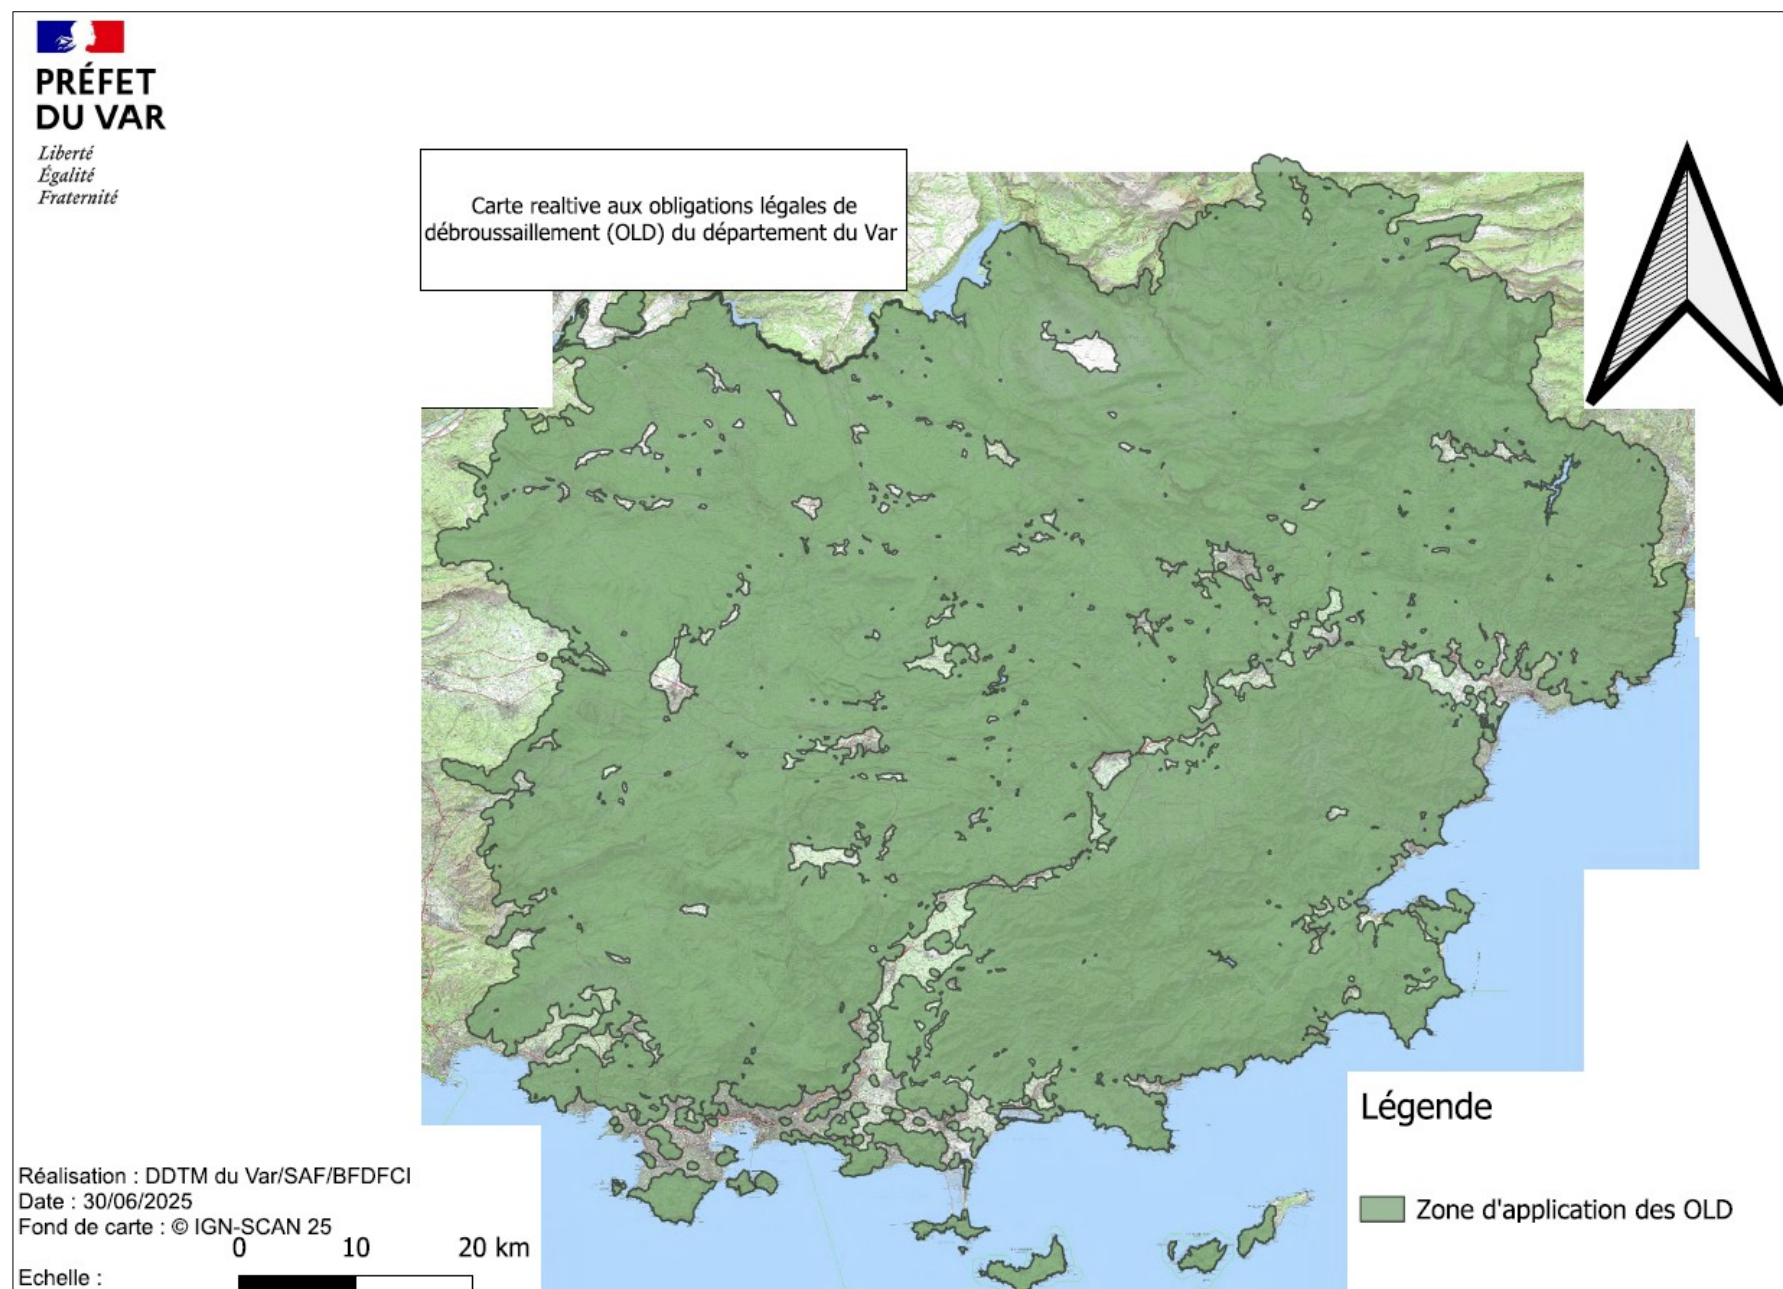 PRÉFET
DU VAR
Liberté
Égalité
Fraternité
Carte realtive aux obligations légales de
débroussaillement (OLD) du département du Var
Légende
Zone d'application des OLD
Réalisation : DDTM du Var/SAF/BFDFCI
Date : 30/06/2025
Fond de carte : © IGN-SCAN 25
0 10 20 km
Echelle :